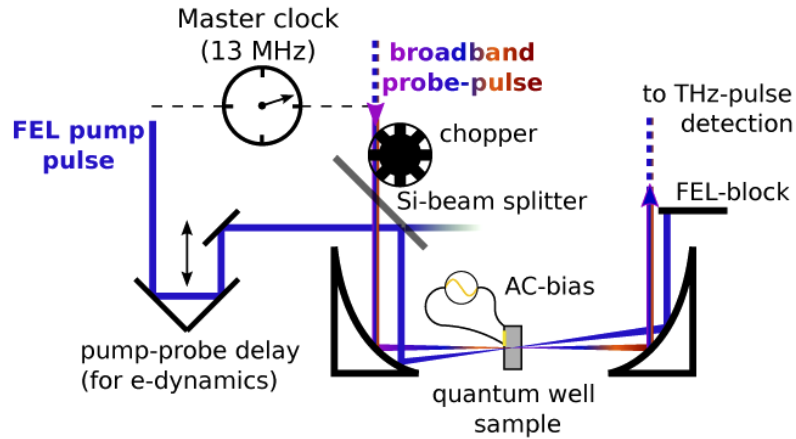 Master clock
(13 MHz)
broadband
probe-pulse
to THz-pulse
detection
FEL pump
pulse
chopper
Si-beam splitter
FEL-block
AC-bias
pump-probe delay
(for e-dynamics)
quantum well
sample